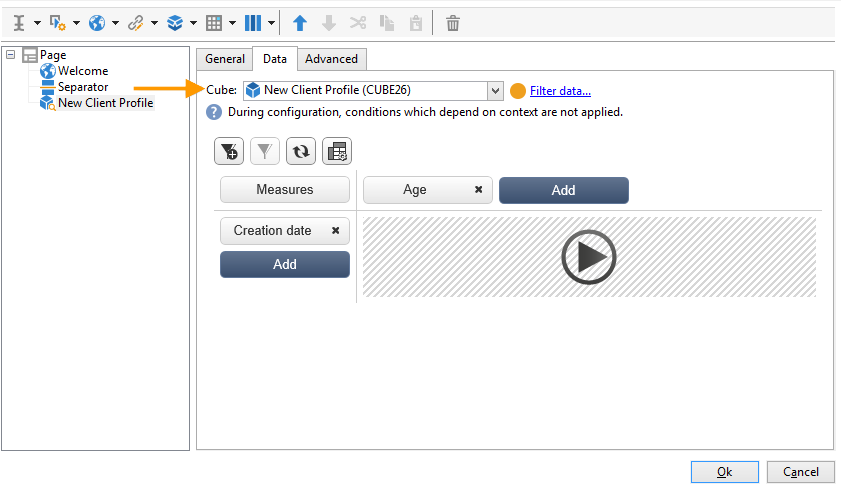 Page
Welcome
Separator
New Client Profile
General Data Advanced
Cube: New Client Profile (CUBE26) Filter data...
? During configuration, conditions which depend on context are not applied.
Measures Age × Add
Creation date ×
Add
Ok Cancel